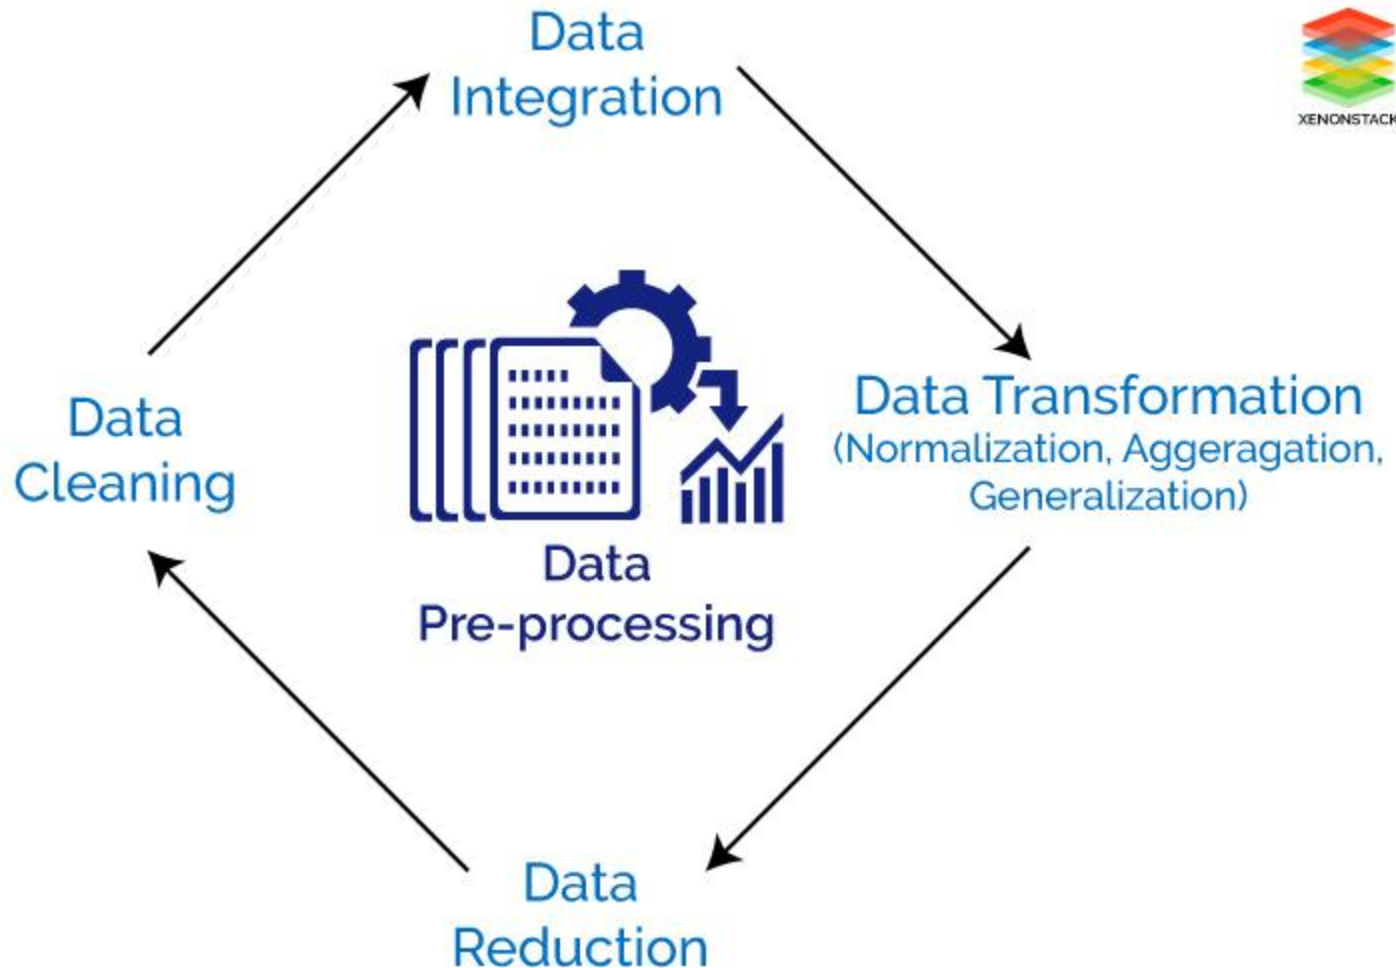 Data
Integration
XENONSTACK
Data Transformation
(Normalization, Aggeragation,
Generalization)
Data
Cleaning
Data
Pre-processing
Data
Reduction